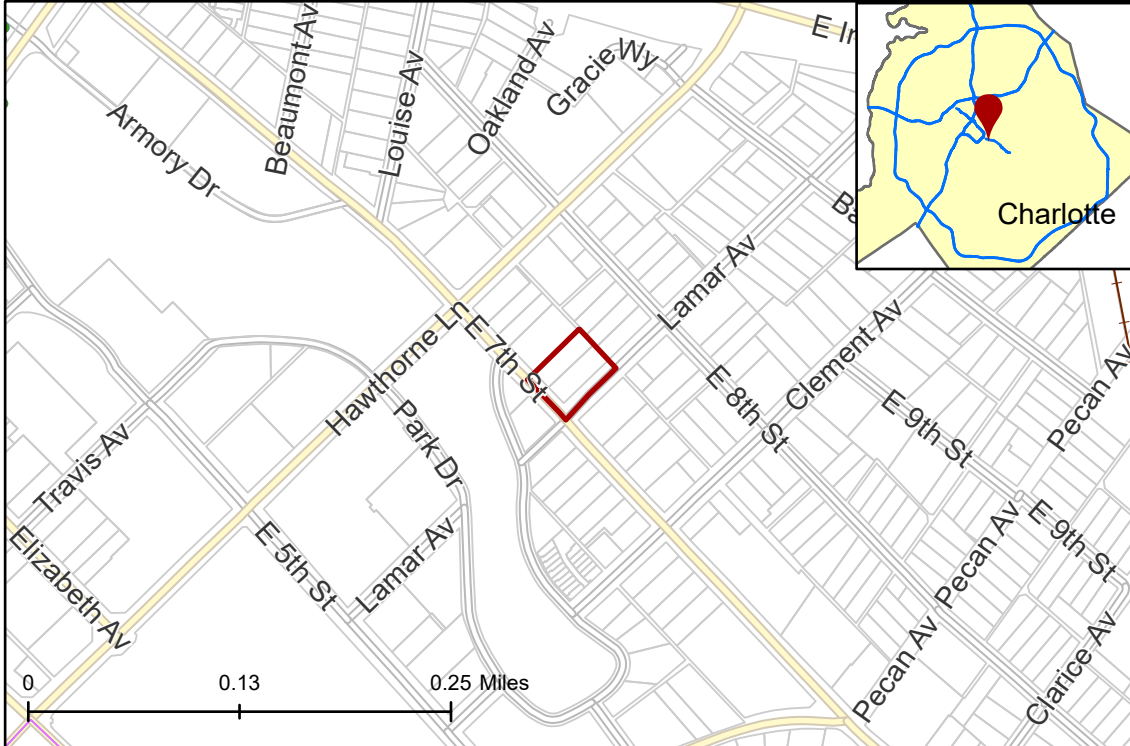 Beaumont Av
Louise Av
Oakland Av
Gracie Wy
E In
Armory Dr
Ba
Lamar Av
Charlotte
Hawthorne Ln
E 7th St
Clement Av
E 8th St
E 9th St
Pecan Av
Park Dr
Travis Av
Elizabeth Av
E 5th St
Lamar Av
Pecan Av
E 9th St
Pecan Av
Clarice Av
0
0.13
0.25 Miles